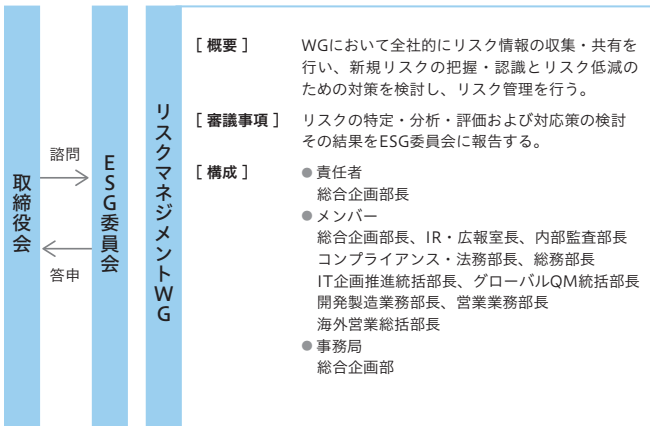 取締役会
諮問
答申
ESG委員会
リスクマネジメントWG
[ 概要 ]
WGにおいて全社的にリスク情報の収集・共有を
行い、新規リスクの把握・認識とリスク低減の
ための対策を検討し、リスク管理を行う。
[ 審議事項 ]
リスクの特定・分析・評価および対応策の検討
その結果をESG委員会に報告する。
[ 構成 ]
●責任者
総合企画部長
●メンバー
総合企画部長、IR・広報室長、内部監査部長
コンプライアンス・法務部長、総務部長
IT企画推進統括部長、グローバルQM統括部長
開発製造業務部長、営業業務部長
海外営業総括部長
●事務局
総合企画部